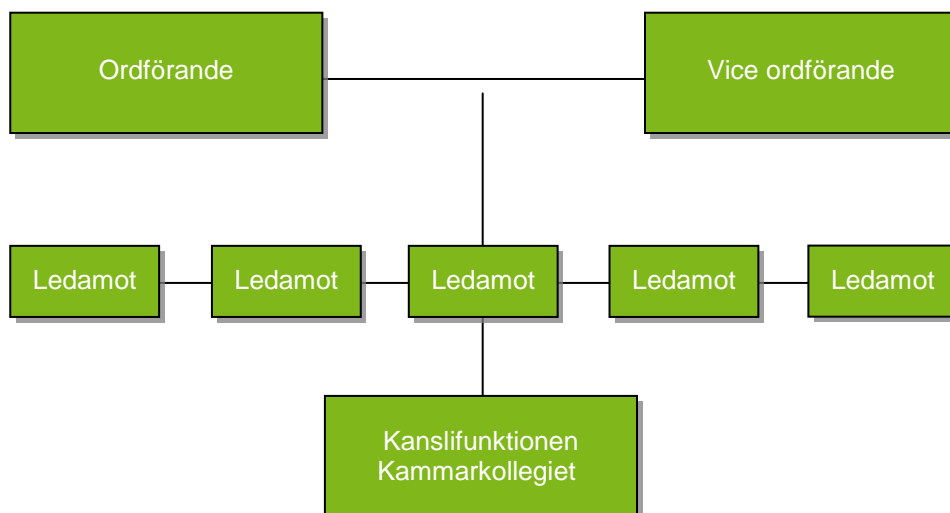 Ordförande
Vice ordförande
Ledamot
Ledamot
Ledamot
Ledamot
Ledamot
Kanslifunktionen
Kammarkollegiet